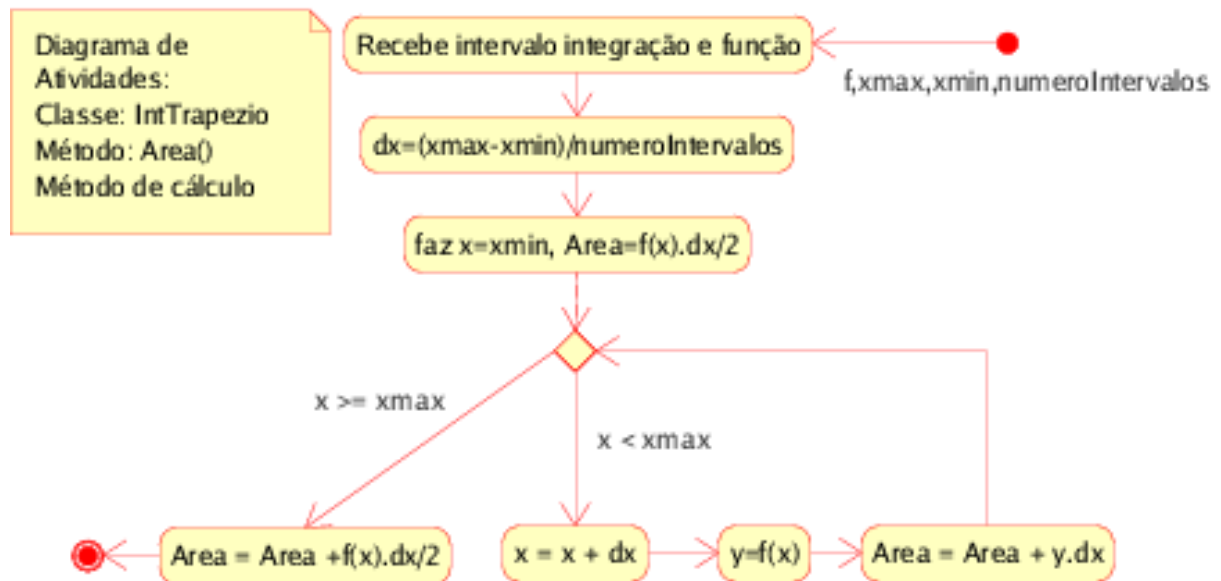 Diagrama de
Atividades:
Classe: IntTrapezio
Método: Area()
Método de cálculo
Recebe intervalo integração e função
f,xmax,xmin,numeroIntervalos
dx=(xmax-xmin)/numeroIntervalos
faz x=xmin, Area=f(x).dx/2
x >= xmax
x < xmax
Area = Area +f(x).dx/2
x = x + dx
y=f(x)
Area = Area + y.dx